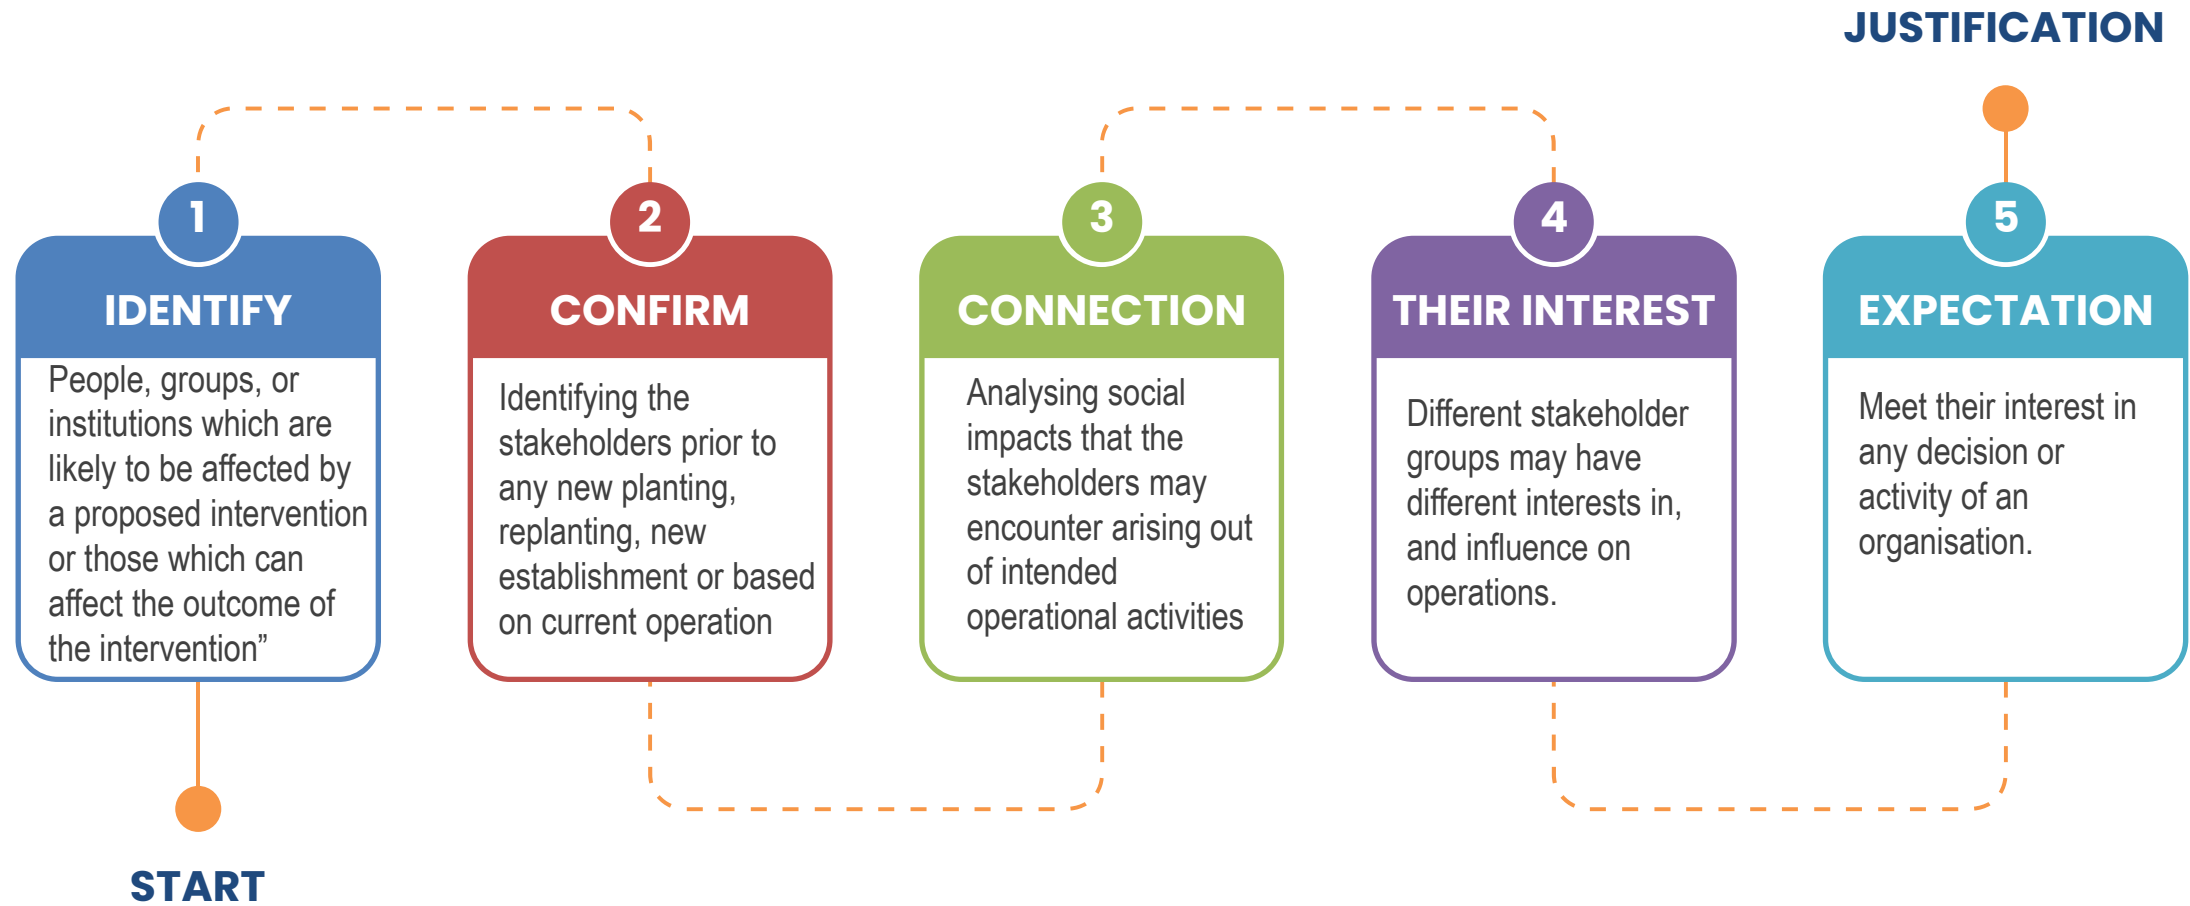 JUSTIFICATION
1
IDENTIFY
People, groups, or
institutions which are
likely to be affected by
a proposed intervention
or those which can
affect the outcome of
the intervention”
2
CONFIRM
Identifying the
stakeholders prior to
any new planting,
replanting, new
establishment or based
on current operation
3
CONNECTION
Analysing social
impacts that the
stakeholders may
encounter arising out
of intended
operational activities
4
THEIR INTEREST
Different stakeholder
groups may have
different interests in,
and influence on
operations.
5
EXPECTATION
Meet their interest in
any decision or
activity of an
organisation.
START